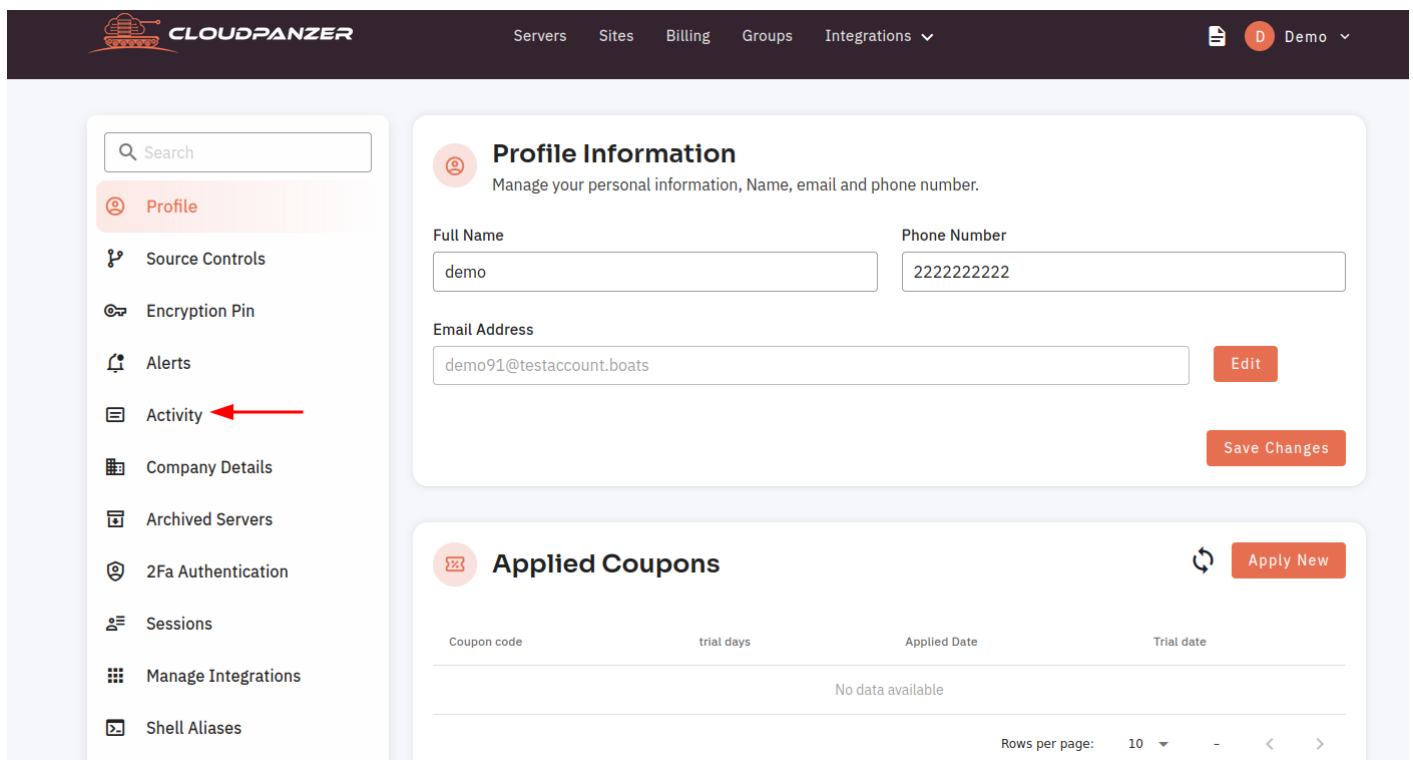 CLOUDPANZER
Servers Sites Billing Groups Integrations
D Demo
Search
Profile
Source Controls
Encryption Pin
Alerts
Activity
Company Details
Archived Servers
2Fa Authentication
Sessions
Manage Integrations
Shell Aliases
Profile Information
Manage your personal information, Name, email and phone number.
Full Name Phone Number
demo 2222222222
Email Address
demo91@testaccount.boats Edit
Save Changes
Applied Coupons Apply New
Coupon code trial days Applied Date Trial date
No data available
Rows per page: 10 –